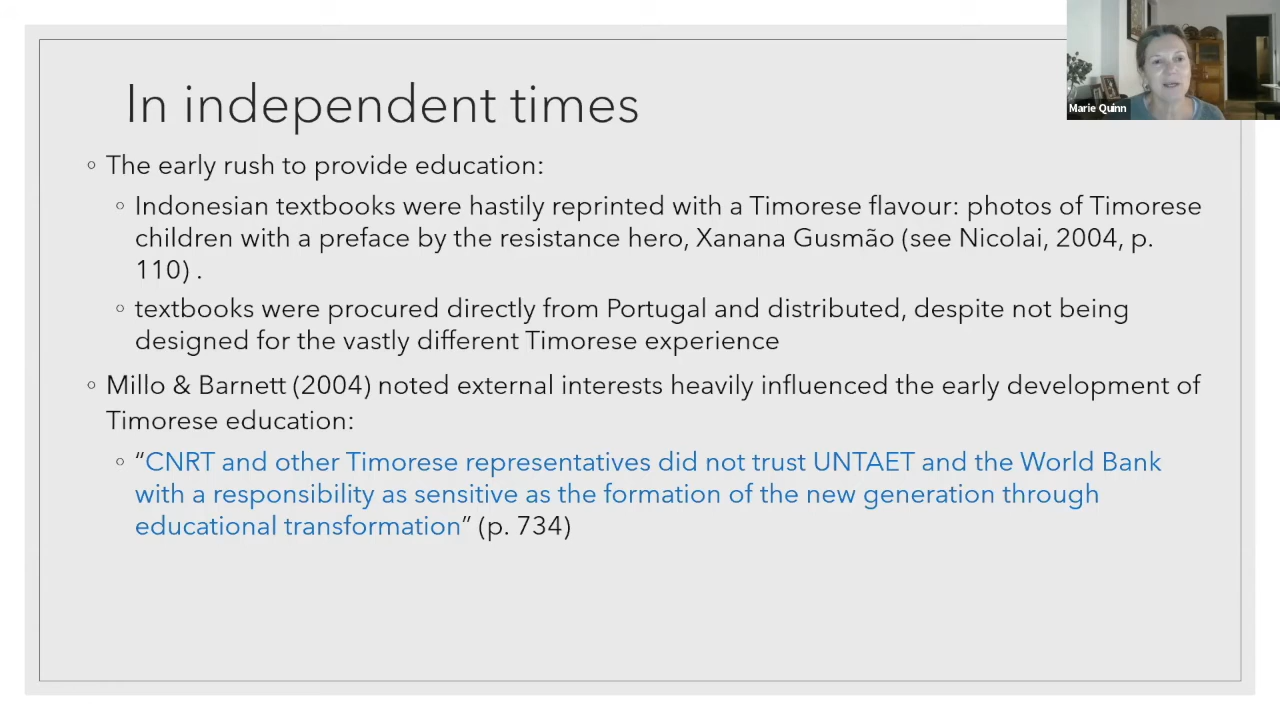 In independent times
Marie Quinn
◦ The early rush to provide education:
◦ Indonesian textbooks were hastily reprinted with a Timorese flavour: photos of Timorese
children with a preface by the resistance hero, Xanana Gusmão (see Nicolai, 2004, p.
110) .
◦ textbooks were procured directly from Portugal and distributed, despite not being
designed for the vastly different Timorese experience
◦ Millo & Barnett (2004) noted external interests heavily influenced the early development of
Timorese education:
◦ “CNRT and other Timorese representatives did not trust UNTAET and the World Bank
with a responsibility as sensitive as the formation of the new generation through
educational transformation” (p. 734)